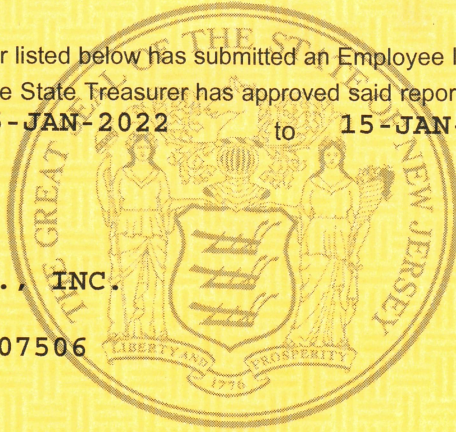 r listed below has submitted an Employee I
e State Treasurer has approved said repor
-JAN-2022 to 15-JAN-
., INC.
07506
THE GREAT SEAL OF THE STATE OF NEW JERSEY
LIBERTY AND PROSPERITY
1776